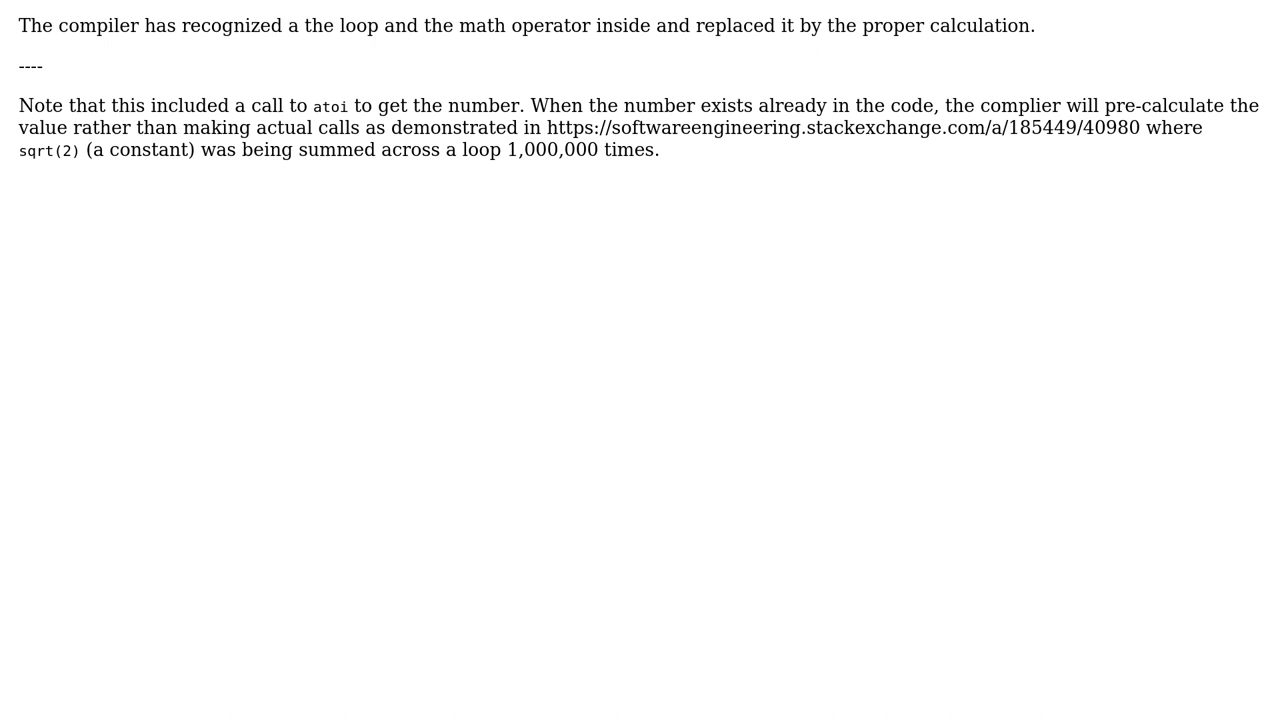 The compiler has recognized a the loop and the math operator inside and replaced it by the proper calculation.
----
Note that this included a call to atoi to get the number. When the number exists already in the code, the complier will pre-calculate the
value rather than making actual calls as demonstrated in https://softwareengineering.stackexchange.com/a/185449/40980 where
sqrt(2) (a constant) was being summed across a loop 1,000,000 times.